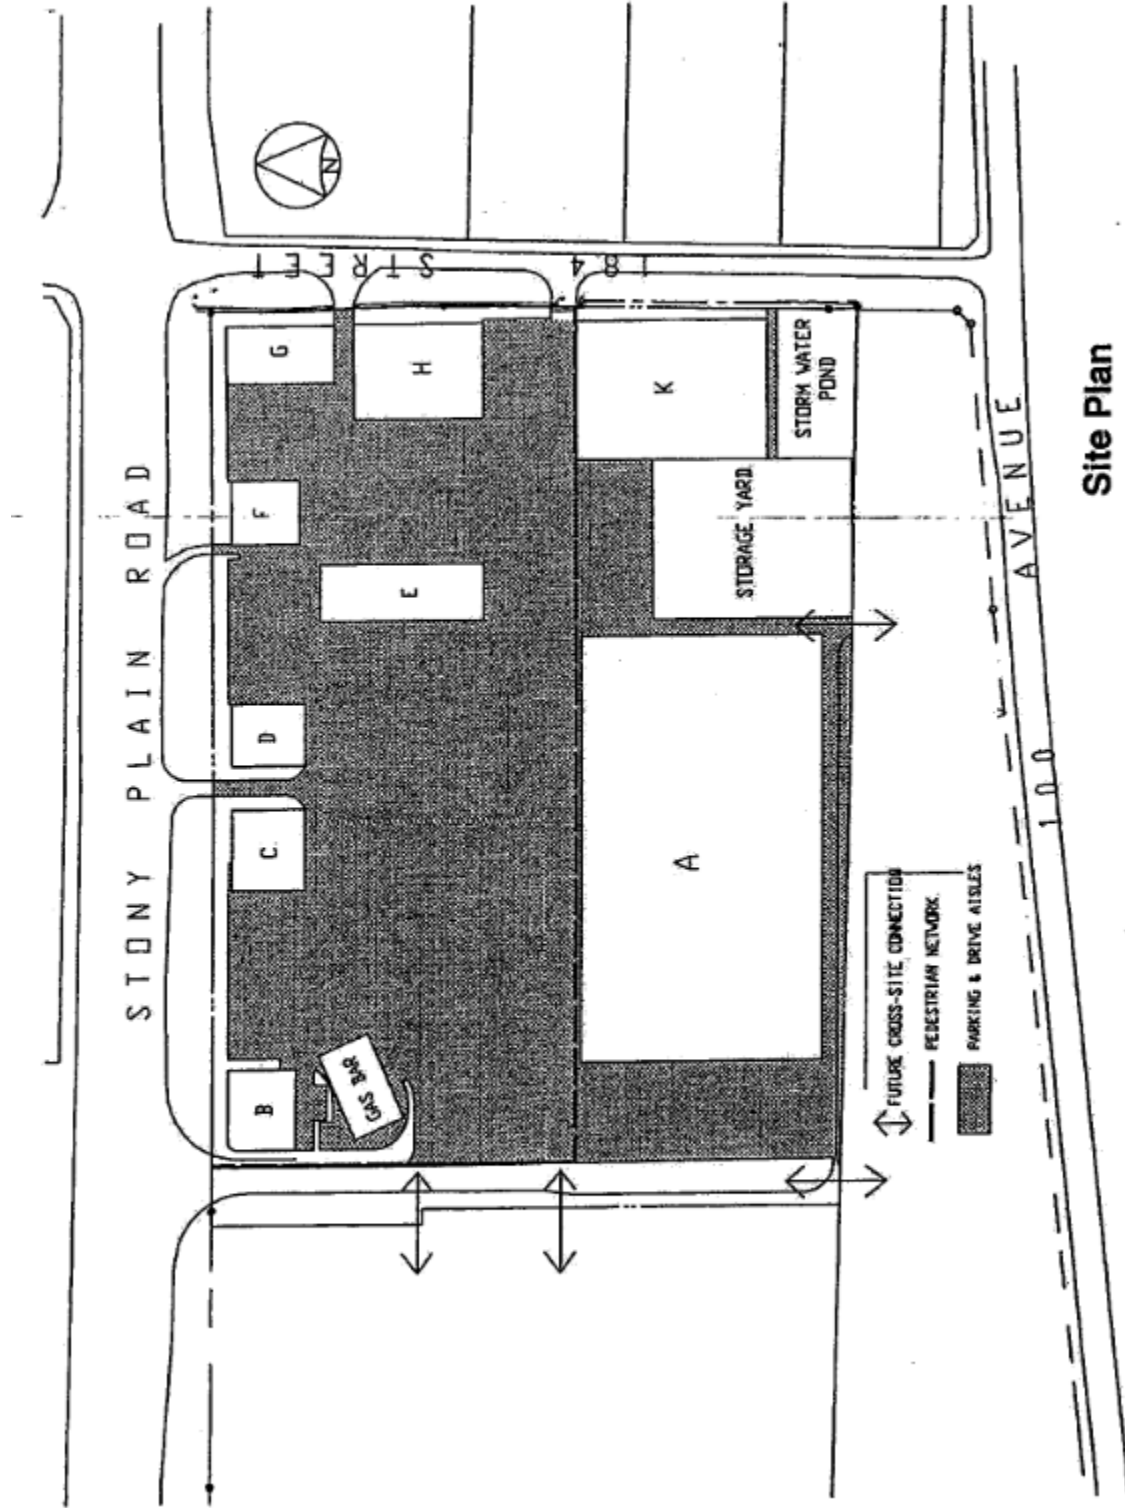 STONY PLAIN ROAD
184 STREET
N
B
C
D
F
G
GAS BAR
E
H
A
K
STORAGE YARD
STORM WATER
POND
FUTURE CROSS-SITE CONNECTION
PEDESTRIAN NETWORK
PARKING & DRIVE AISLES
100 AVENUE
Site Plan